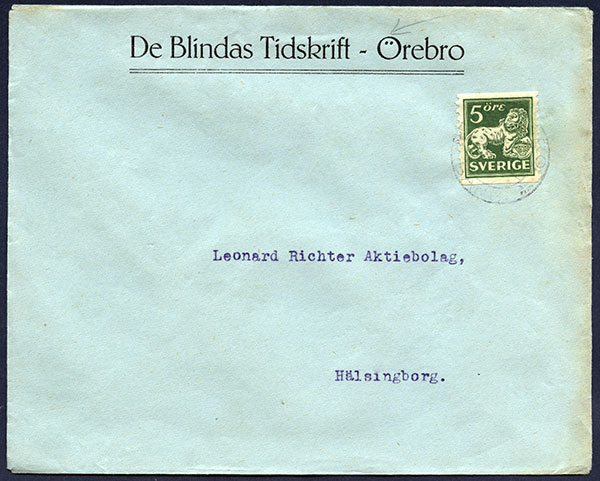 De Blindas Tidskrift - Örebro
5 ÖRE
SVERIGE
Leonard Richter Aktiebolag,
Hälsingborg.